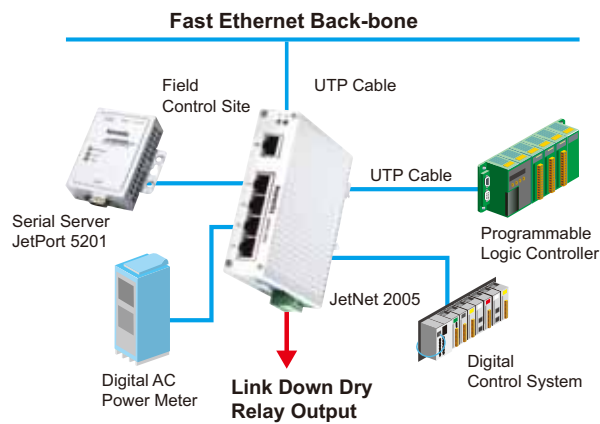 Fast Ethernet Back-bone
Field
Control Site
UTP Cable
UTP Cable
Serial Server
JetPort 5201
Programmable
Logic Controller
JetNet 2005
Digital AC
Power Meter
Link Down Dry
Relay Output
Digital
Control System